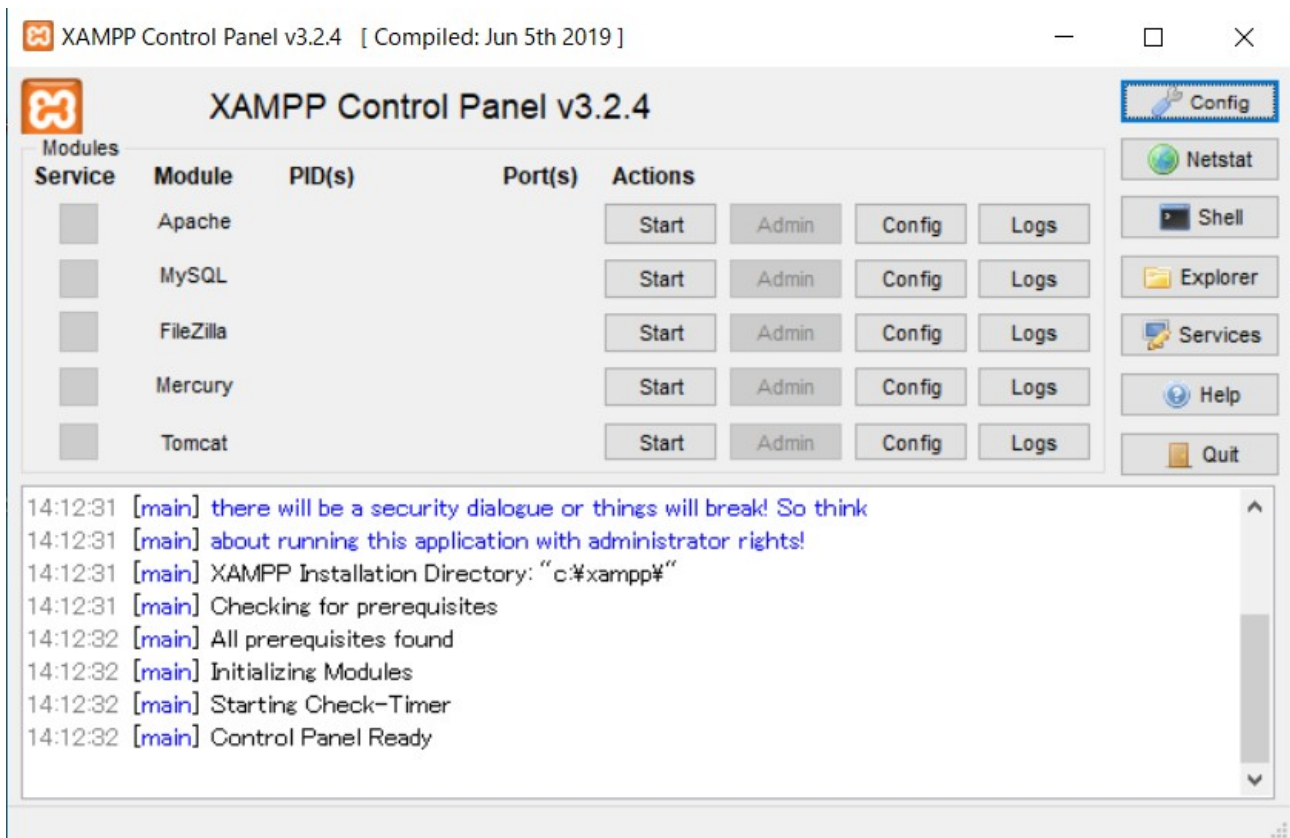 XAMPP Control Panel v3.2.4 [ Compiled: Jun 5th 2019 ]
XAMPP Control Panel v3.2.4
Config
Modules
Service Module PID(s) Port(s) Actions
Netstat
Apache Start Admin Config Logs
Shell
MySQL Start Admin Config Logs
Explorer
FileZilla Start Admin Config Logs
Services
Mercury Start Admin Config Logs
Help
Tomcat Start Admin Config Logs
Quit
14:12:31 [main] there will be a security dialogue or things will break! So think
14:12:31 [main] about running this application with administrator rights!
14:12:31 [main] XAMPP Installation Directory: "c:¥xampp¥"
14:12:31 [main] Checking for prerequisites
14:12:32 [main] All prerequisites found
14:12:32 [main] Initializing Modules
14:12:32 [main] Starting Check-Timer
14:12:32 [main] Control Panel Ready